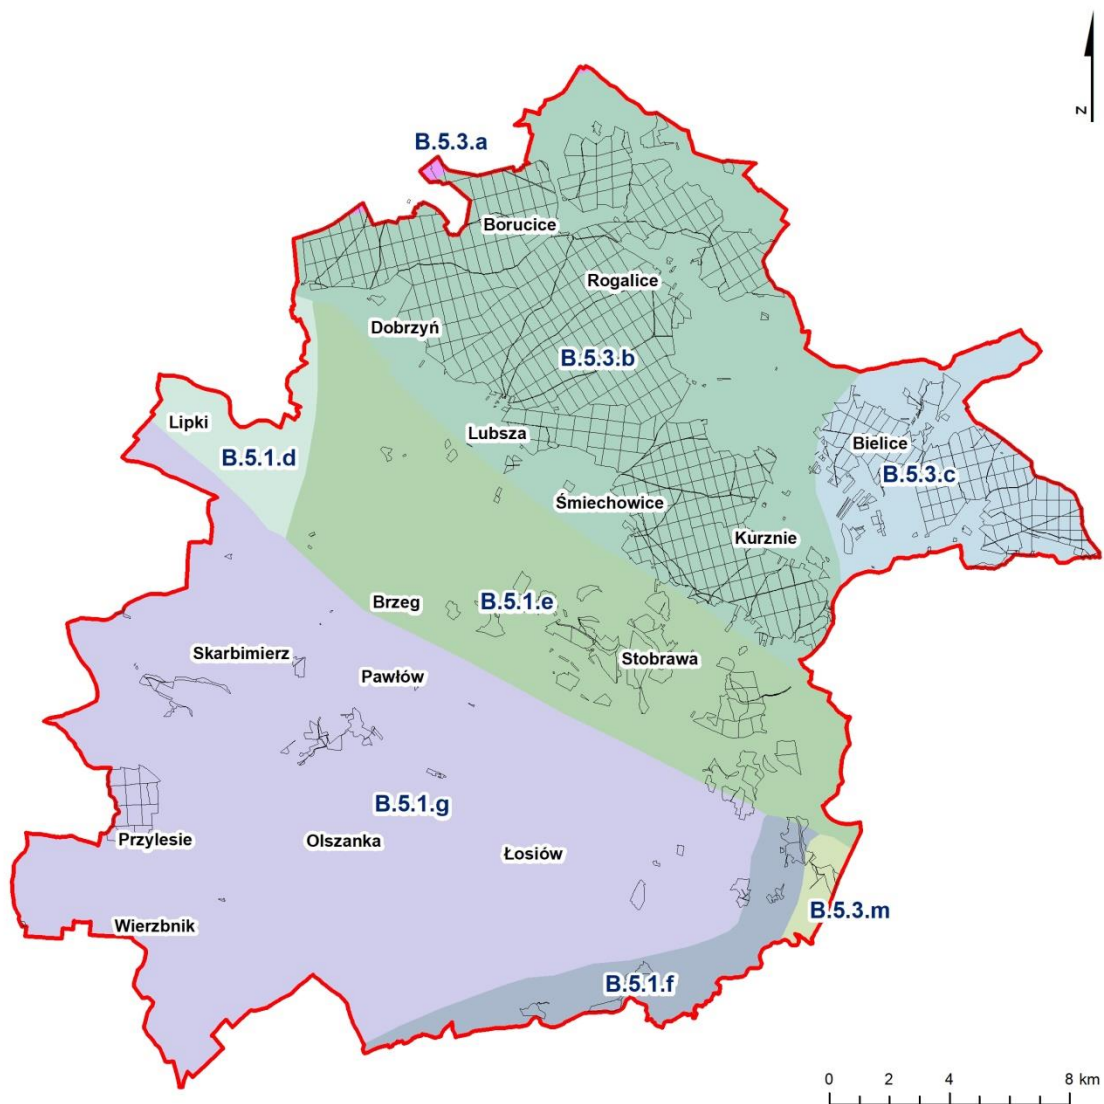 N
B.5.3.a
Borucice
Rogalice
Dobrzyń
B.5.3.b
Lipki
Lubsza
Bielice
B.5.1.d
B.5.3.c
Śmiechowice
Kurznie
Brzeg
B.5.1.e
Skarbimierz
Stobrawa
Pawłów
B.5.1.g
Przylesie
Olszanka
Łosiów
B.5.3.m
Wierzbnik
B.5.1.f
0 2 4 8 km